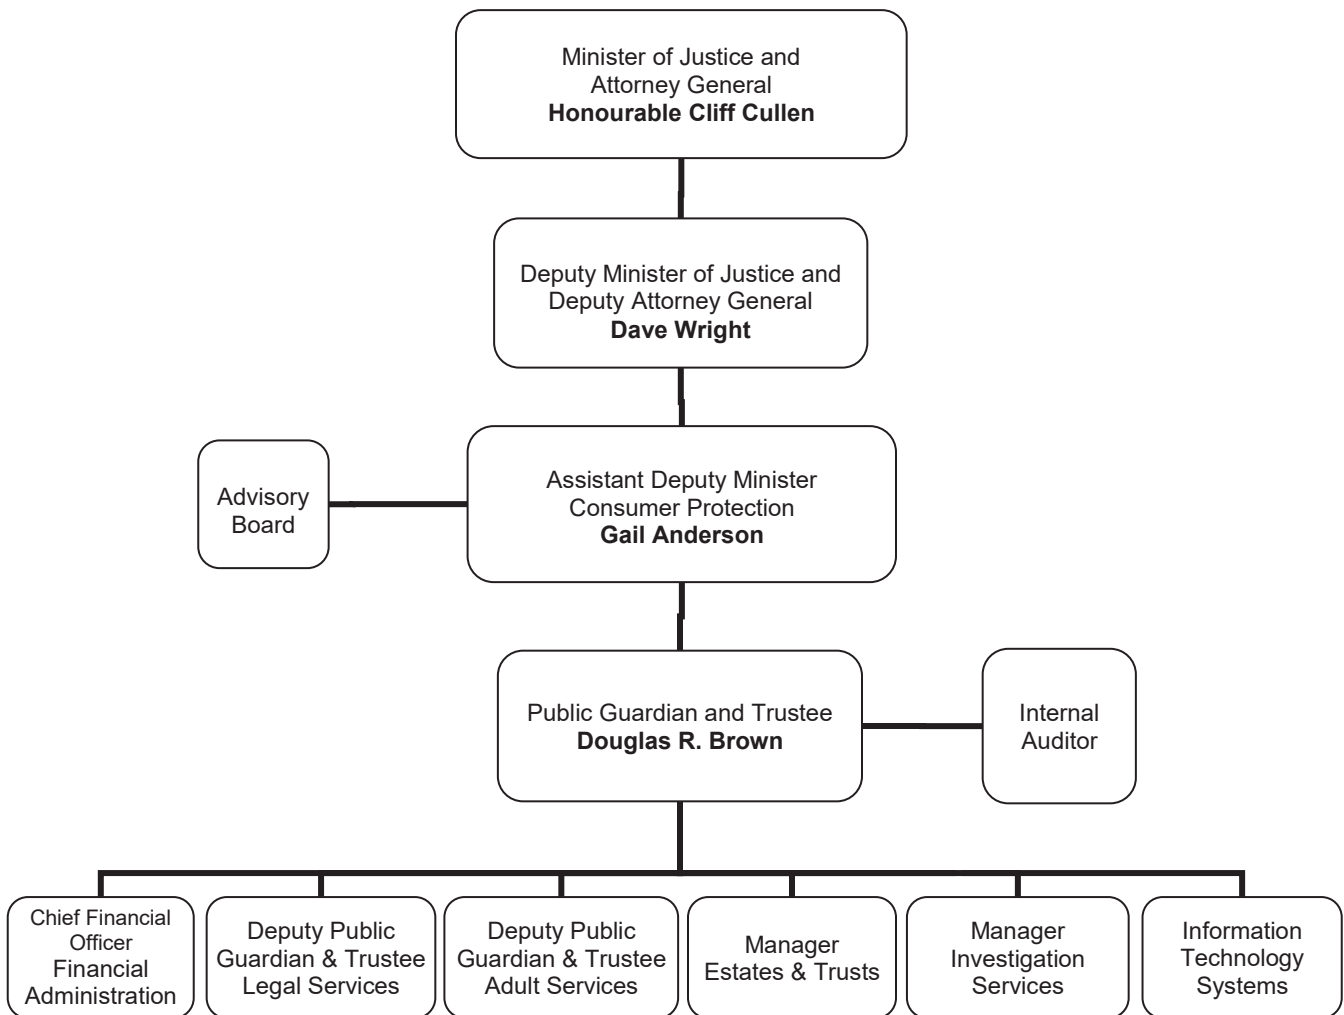 Minister of Justice and
Attorney General
Honourable Cliff Cullen
Deputy Minister of Justice and
Deputy Attorney General
Dave Wright
Advisory
Board
Assistant Deputy Minister
Consumer Protection
Gail Anderson
Public Guardian and Trustee
Douglas R. Brown
Internal
Auditor
Chief Financial
Officer
Financial
Administration
Deputy Public
Guardian & Trustee
Legal Services
Deputy Public
Guardian & Trustee
Adult Services
Manager
Estates & Trusts
Manager
Investigation
Services
Information
Technology
Systems